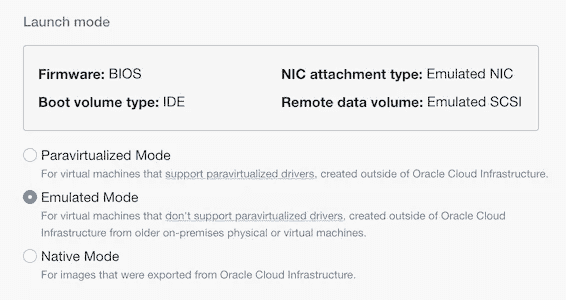 Launch mode
Firmware: BIOS NIC attachment type: Emulated NIC
Boot volume type: IDE Remote data volume: Emulated SCSI
Paravirtualized Mode
For virtual machines that support paravirtualized drivers, created outside of Oracle Cloud Infrastructure.
Emulated Mode
For virtual machines that don't support paravirtualized drivers, created outside of Oracle Cloud
Infrastructure from older on-premises physical or virtual machines.
Native Mode
For images that were exported from Oracle Cloud Infrastructure.